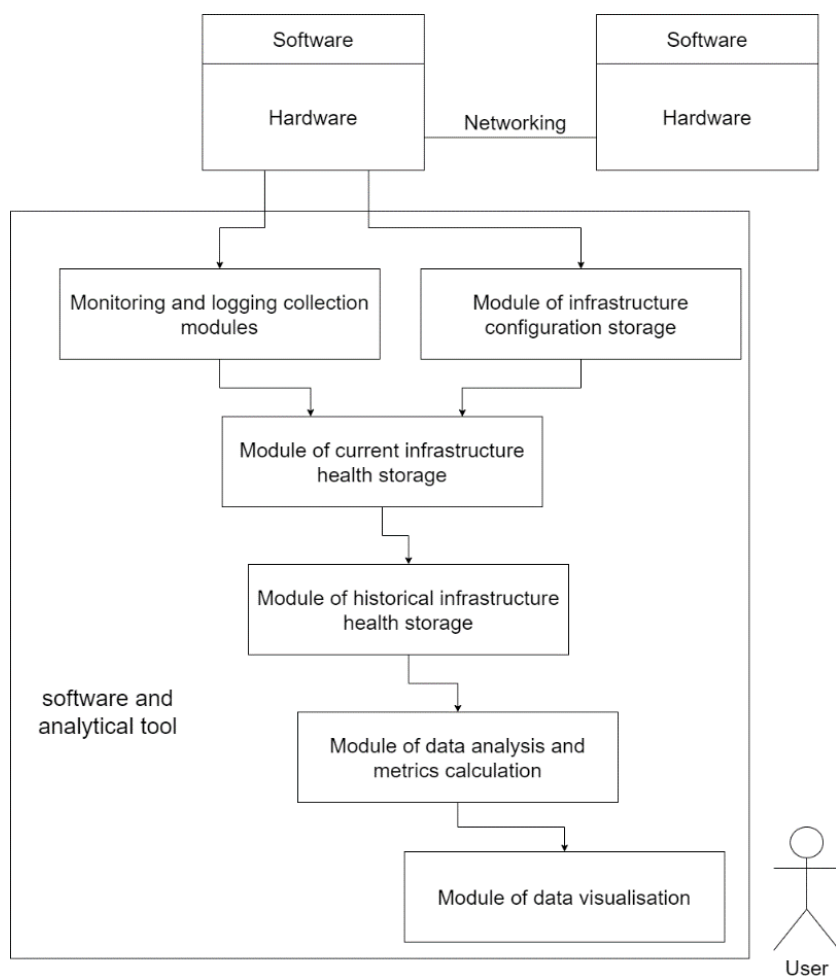 Software
Software
Hardware
Networking
Hardware
Monitoring and logging collection
modules
Module of infrastructure
configuration storage
Module of current infrastructure
health storage
Module of historical infrastructure
health storage
software and
analytical tool
Module of data analysis and
metrics calculation
Module of data visualisation
User